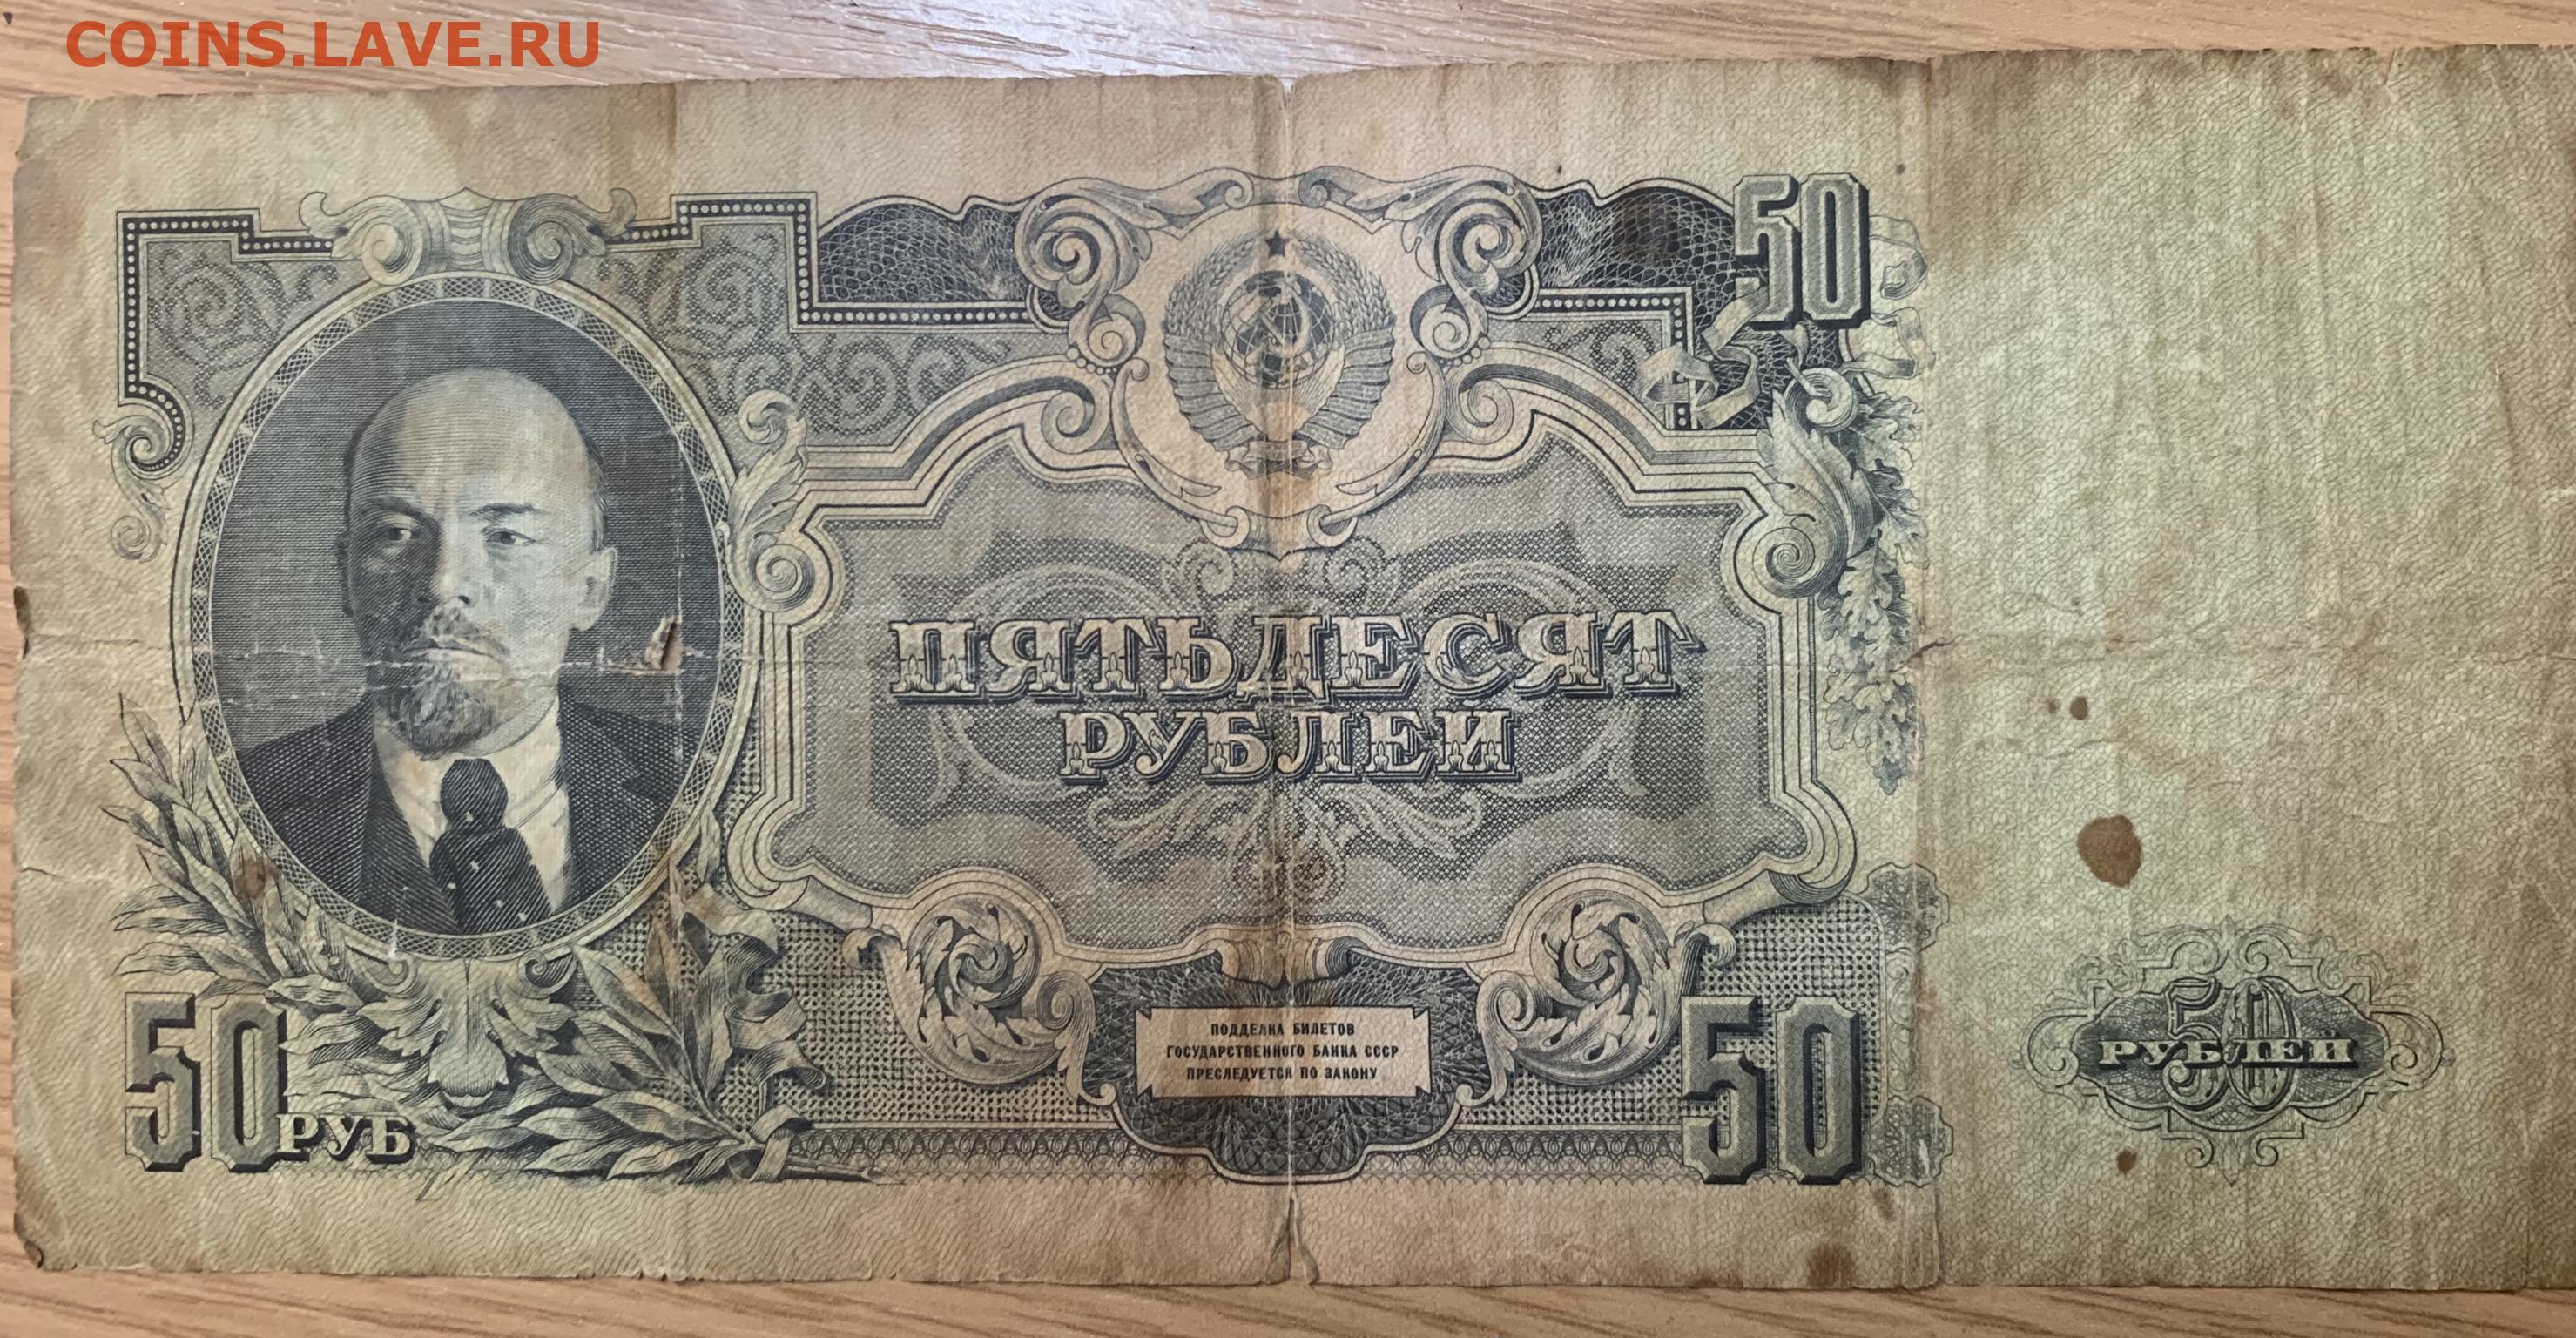 COINS.LAVE.RU
50
ПЯТЬДЕСЯТ
РУБЛЕЙ
ПОДДЕЛКА БИЛЕТОВ
ГОСУДАРСТВЕННОГО БАНКА СССР
ПРЕСЛЕДУЕТСЯ ПО ЗАКОНУ
50 РУБ
50
50
РУБЛЕЙ